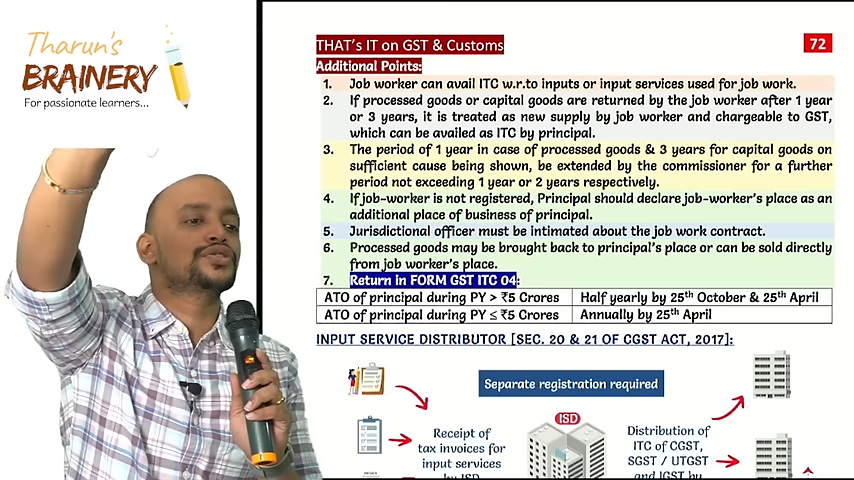 Tharun's
BRAINERY
For passionate learners...
THAT's IT on GST & Customs
72
Additional Points:
1. Job worker can avail ITC w.r.to inputs or input services used for job work.
2. If processed goods or capital goods are returned by the job worker after 1 year
or 3 years, it is treated as new supply by job worker and chargeable to GST,
which can be availed as ITC by principal.
3. The period of 1 year in case of processed goods & 3 years for capital goods on
sufficient cause being shown, be extended by the commissioner for a further
period not exceeding 1 year or 2 years respectively.
4. If job-worker is not registered, Principal should declare job-worker's place as an
additional place of business of principal.
5. Jurisdictional officer must be intimated about the job work contract.
6. Processed goods may be brought back to principal's place or can be sold directly
from job worker's place.
7. Return in FORM GST ITC 04:
ATO of principal during PY > ₹5 Crores Half yearly by 25th October & 25th April
ATO of principal during PY ≤ ₹5 Crores Annually by 25th April
INPUT SERVICE DISTRIBUTOR [SEC. 20 & 21 OF CGST ACT, 2017]:
Separate registration required
ISD
Receipt of
tax invoices for
input services
by ISD
Distribution of
ITC of CGST,
SGST / UTGST
and IGST by